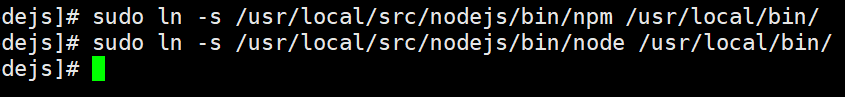 dejs]# sudo ln -s /usr/local/src/nodejs/bin/npm /usr/local/bin/
dejs]# sudo ln -s /usr/local/src/nodejs/bin/node /usr/local/bin/
dejs]#